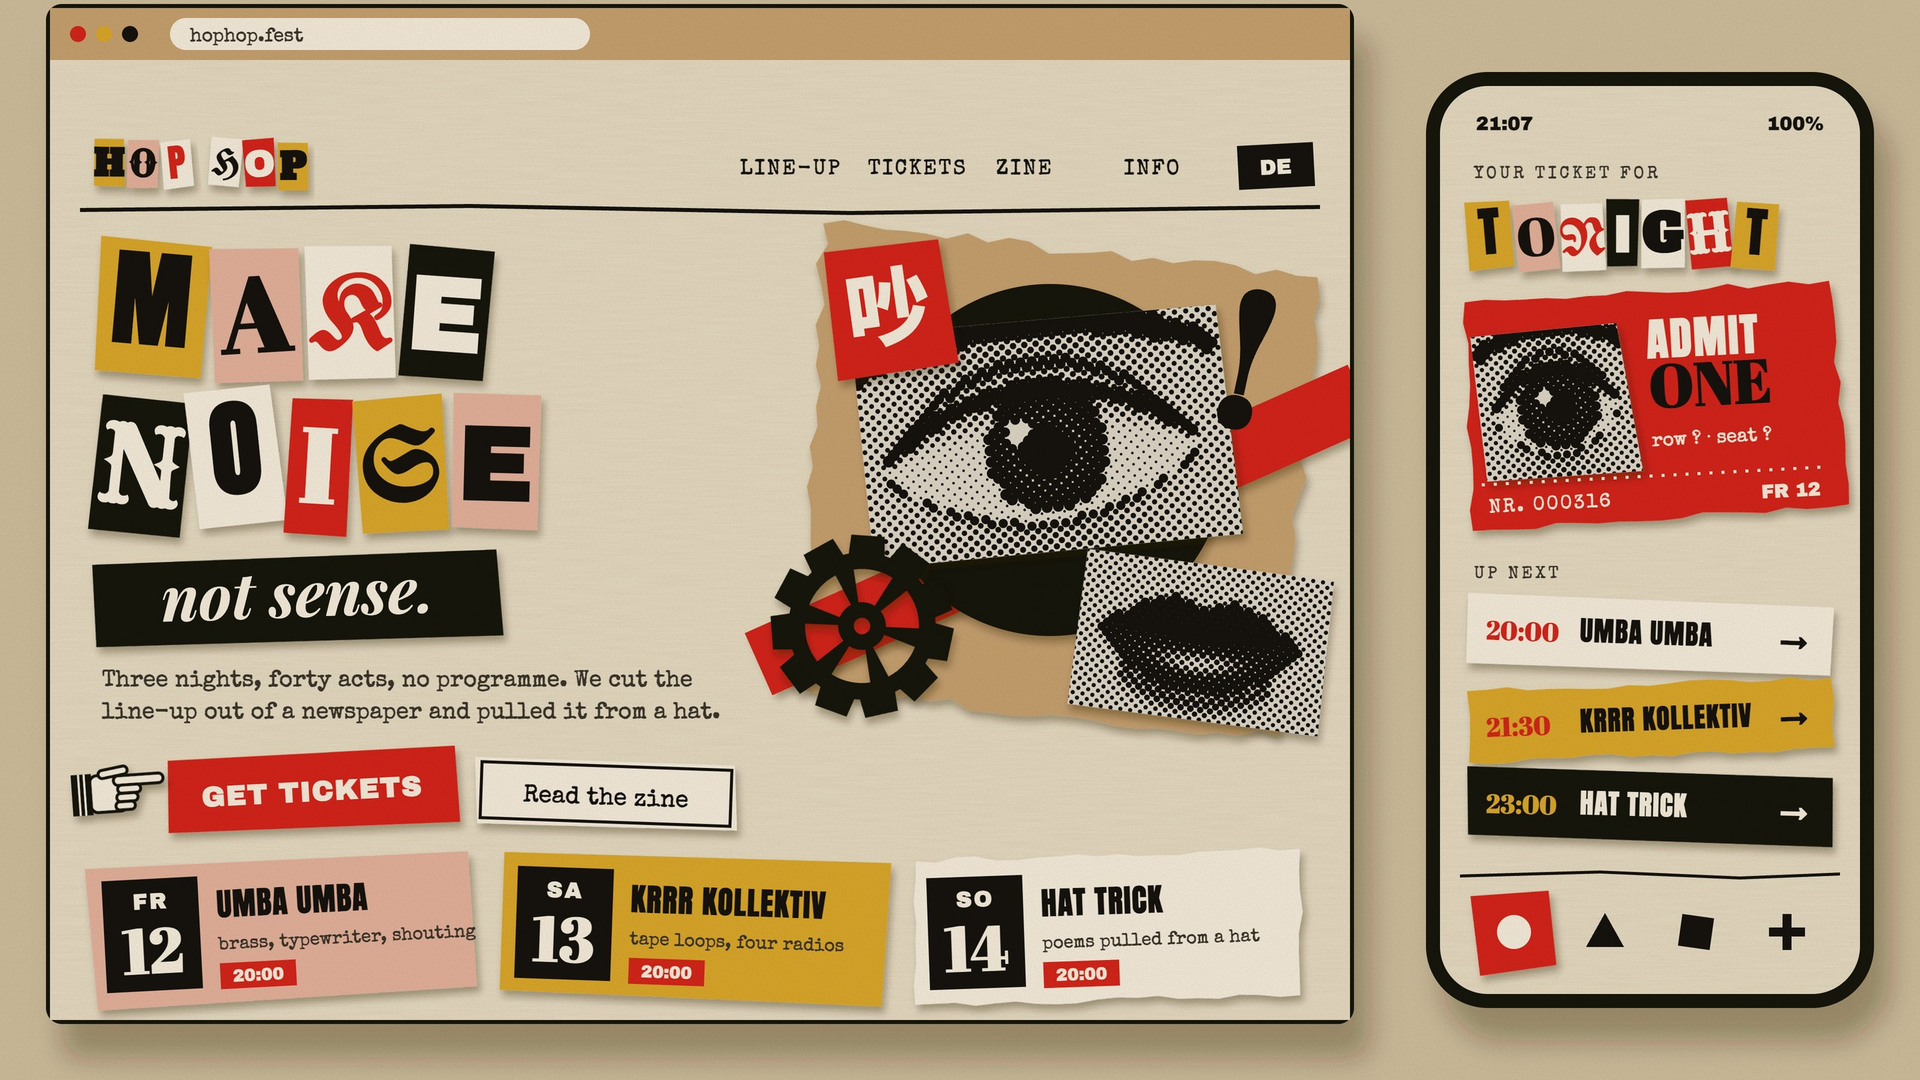 hophop.fest
HOP HOP
LINE-UP TICKETS ZINE INFO DE
MAKE
NOISE
not sense.
Three nights, forty acts, no programme. We cut the
line-up out of a newspaper and pulled it from a hat.
GET TICKETS
Read the zine
吵
!
FR
12
UMBA UMBA
brass, typewriter, shouting
20:00
SA
13
KRRR KOLLEKTIV
tape loops, four radios
20:00
SO
14
HAT TRICK
poems pulled from a hat
20:00
21:07 100%
YOUR TICKET FOR
TONIGHT
ADMIT
ONE
row ? · seat ?
NR. 000316 FR 12
UP NEXT
20:00 UMBA UMBA →
21:30 KRRR KOLLEKTIV →
23:00 HAT TRICK →